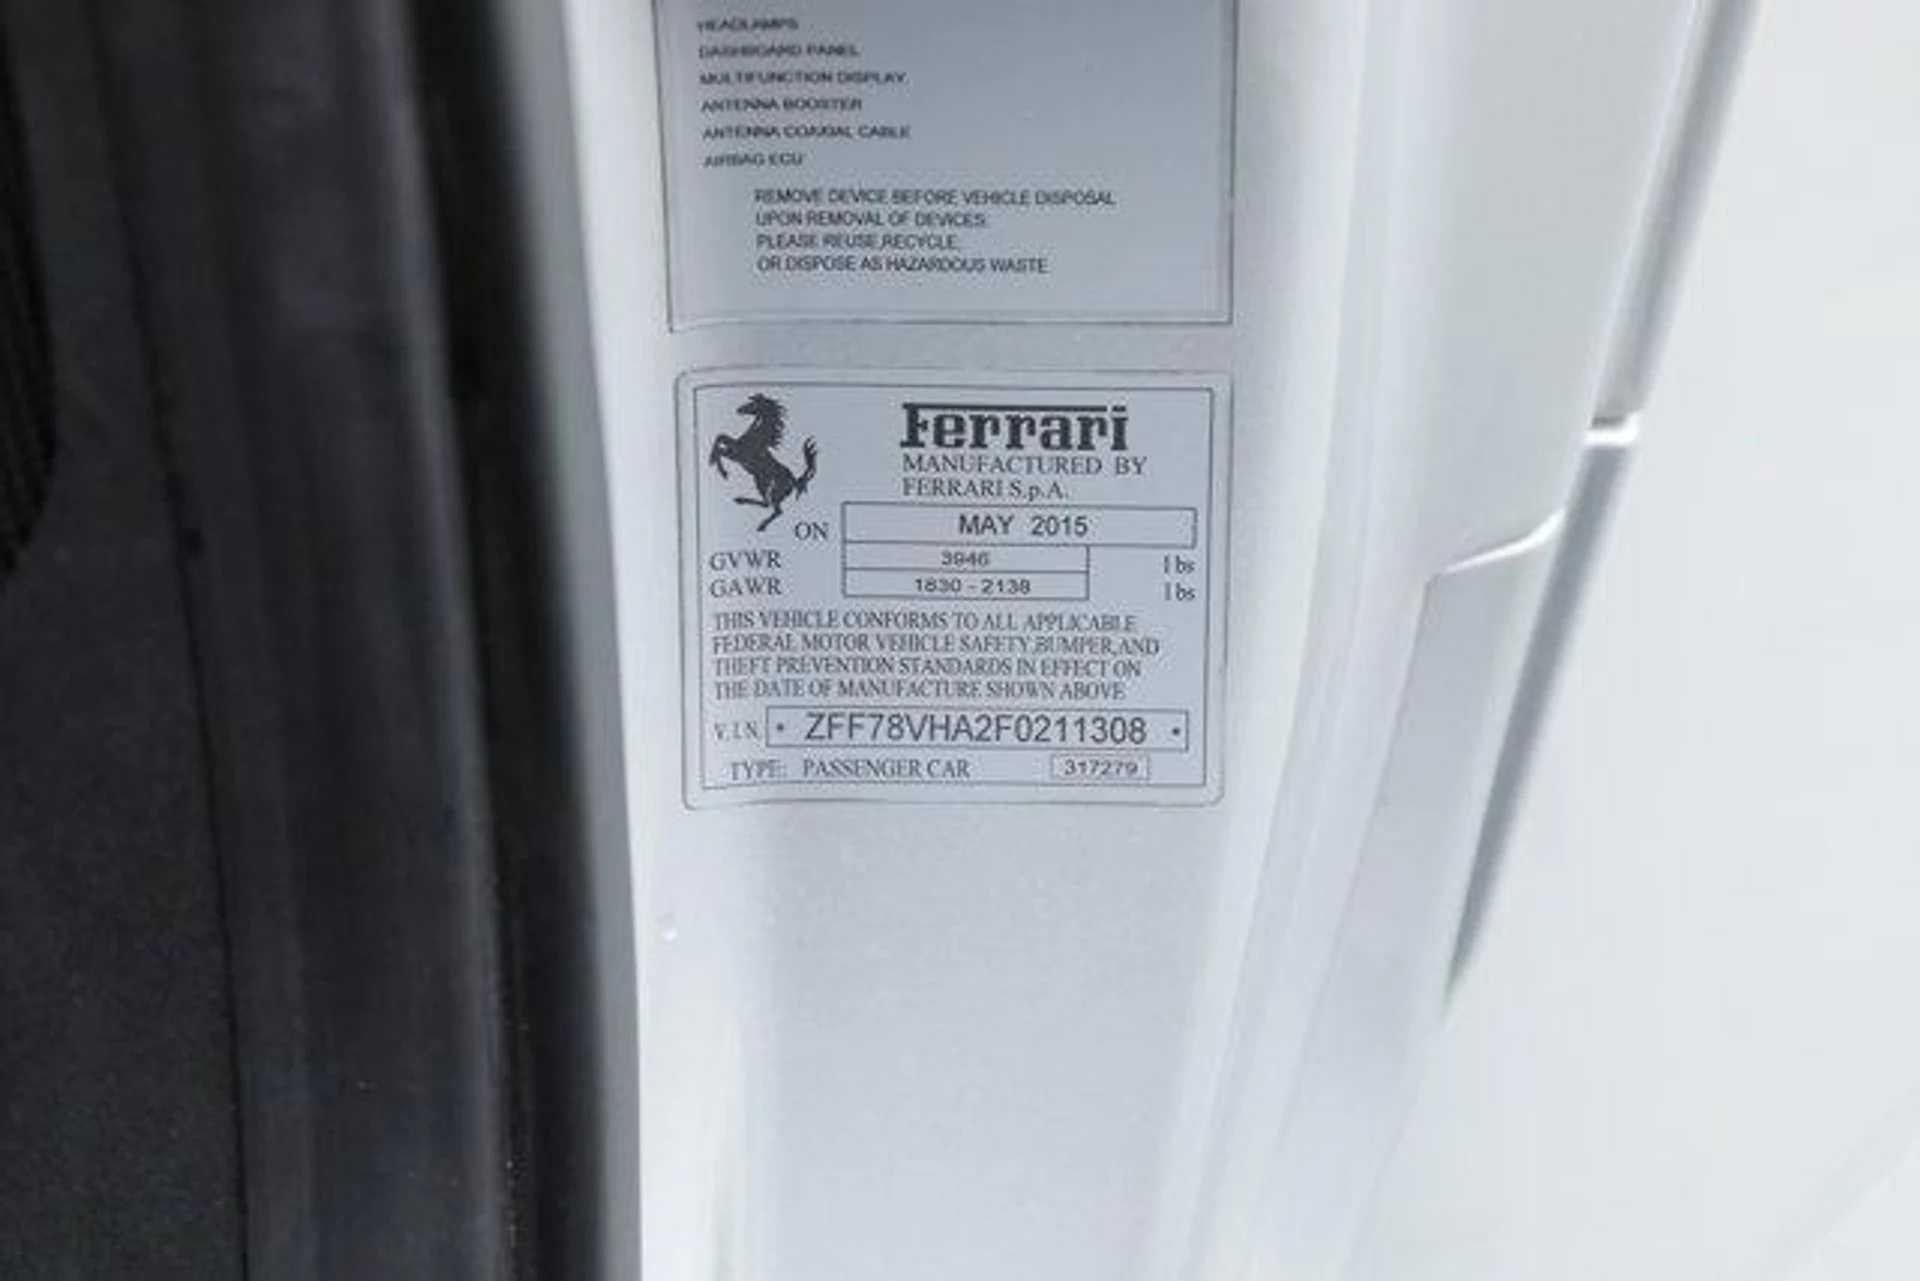 HEADLAMPS
DASHBOARD PANEL
MULTIFUNCTION DISPLAY
ANTENNA BOOSTER
ANTENNA COAXIAL CABLE
AIRBAG ECU
REMOVE DEVICE BEFORE VEHICLE DISPOSAL
UPON REMOVAL OF DEVICES
PLEASE REUSE,RECYCLE,
OR DISPOSE AS HAZARDOUS WASTE
Ferrari
MANUFACTURED BY
FERRARI S.p.A.
ON MAY 2015
GVWR 3946 lbs
GAWR 1830 - 2138 lbs
THIS VEHICLE CONFORMS TO ALL APPLICABLE
FEDERAL MOTOR VEHICLE SAFETY,BUMPER,AND
THEFT PREVENTION STANDARDS IN EFFECT ON
THE DATE OF MANUFACTURE SHOWN ABOVE
V.I.N. • ZFF78VHA2F0211308 •
TYPE: PASSENGER CAR 317279